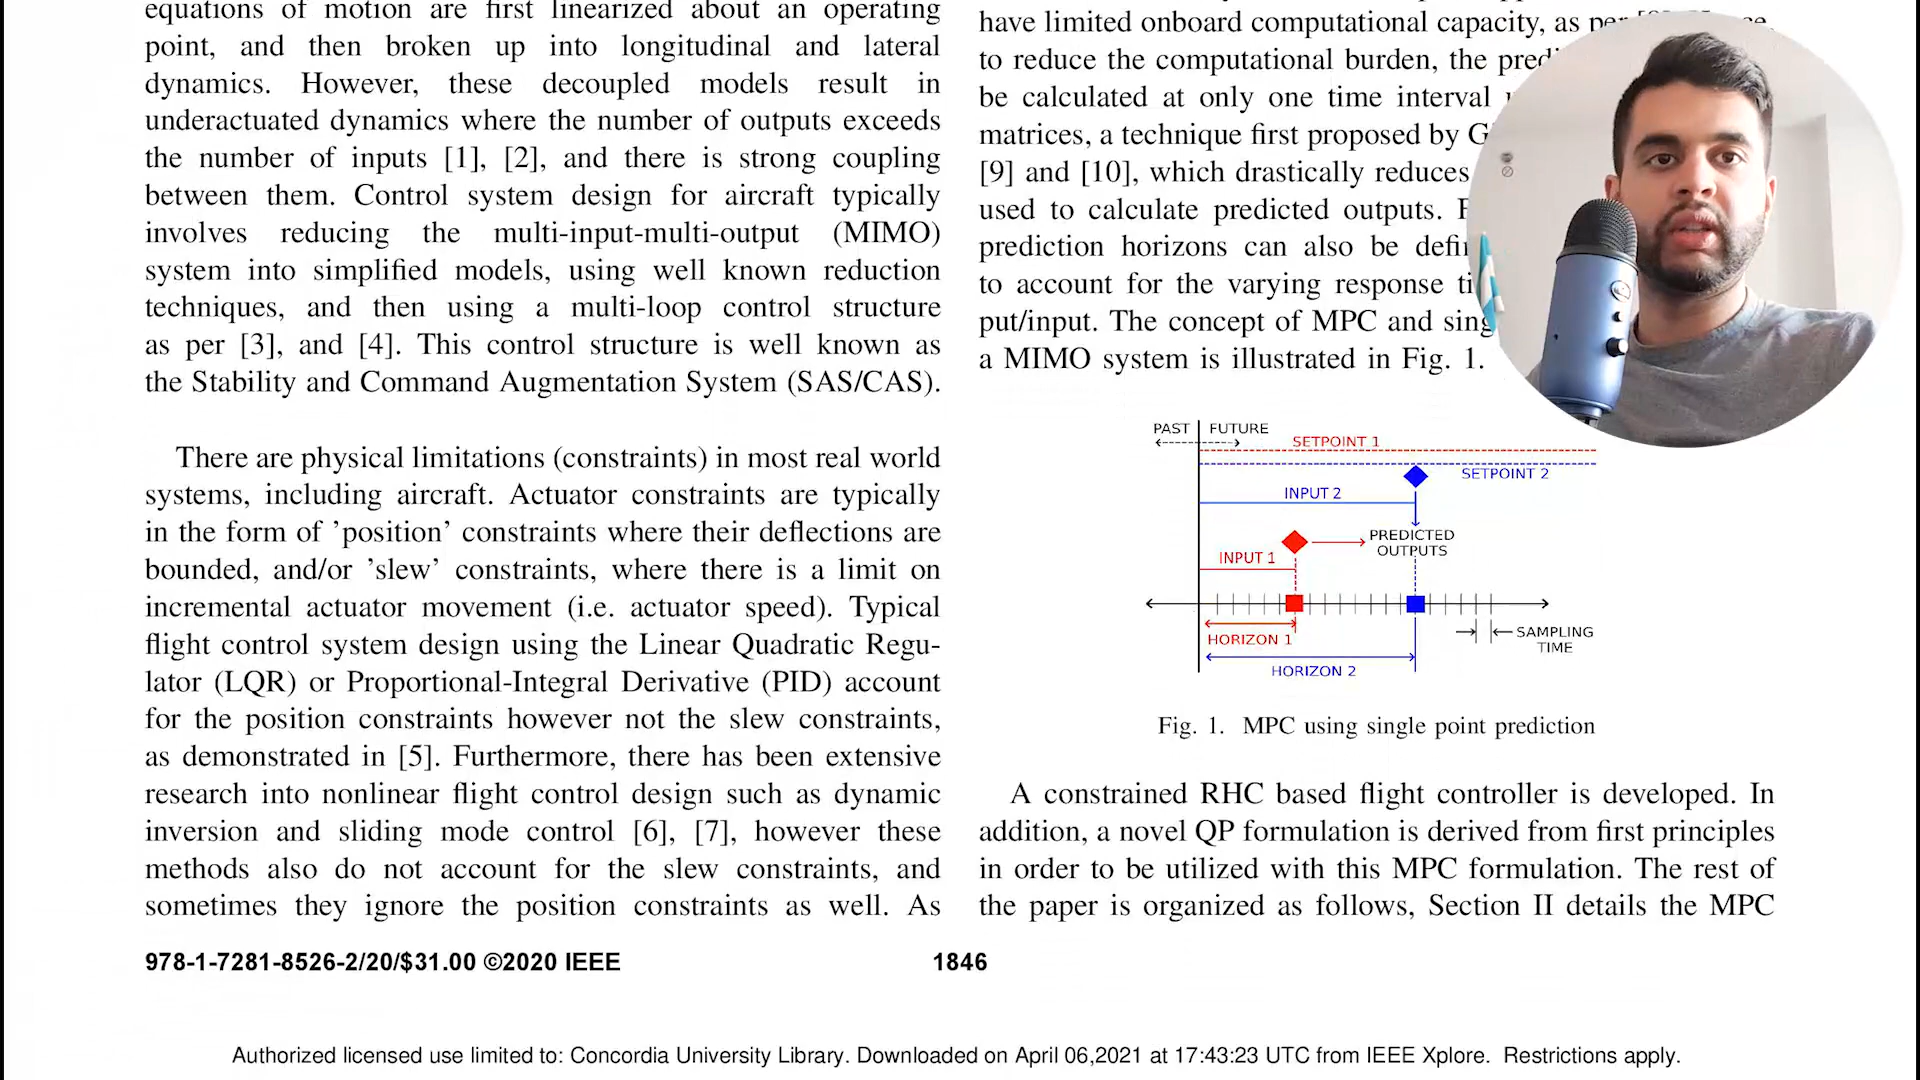 equations of motion are first linearized about an operating
point, and then broken up into longitudinal and lateral
dynamics. However, these decoupled models result in
underactuated dynamics where the number of outputs exceeds
the number of inputs [1], [2], and there is strong coupling
between them. Control system design for aircraft typically
involves reducing the multi-input-multi-output (MIMO)
system into simplified models, using well known reduction
techniques, and then using a multi-loop control structure
as per [3], and [4]. This control structure is well known as
the Stability and Command Augmentation System (SAS/CAS).
There are physical limitations (constraints) in most real world
systems, including aircraft. Actuator constraints are typically
in the form of 'position' constraints where their deflections are
bounded, and/or 'slew' constraints, where there is a limit on
incremental actuator movement (i.e. actuator speed). Typical
flight control system design using the Linear Quadratic Regu-
lator (LQR) or Proportional-Integral Derivative (PID) account
for the position constraints however not the slew constraints,
as demonstrated in [5]. Furthermore, there has been extensive
research into nonlinear flight control design such as dynamic
inversion and sliding mode control [6], [7], however these
methods also do not account for the slew constraints, and
sometimes they ignore the position constraints as well. As
have limited onboard computational capacity, as per
to reduce the computational burden, the
be calculated at only one time interval
matrices, a technique first proposed by
[9] and [10], which drastically reduces
used to calculate predicted outputs.
prediction horizons can also be
to account for the varying response
put/input. The concept of MPC and
a MIMO system is illustrated in Fig. 1.
PAST FUTURE
SETPOINT 1
SETPOINT 2
INPUT 2
PREDICTED
OUTPUTS
INPUT 1
HORIZON 1
SAMPLING
TIME
HORIZON 2
Fig. 1. MPC using single point prediction
A constrained RHC based flight controller is developed. In
addition, a novel QP formulation is derived from first principles
in order to be utilized with this MPC formulation. The rest of
the paper is organized as follows, Section II details the MPC
978-1-7281-8526-2/20/$31.00 ©2020 IEEE
1846
Authorized licensed use limited to: Concordia University Library. Downloaded on April 06,2021 at 17:43:23 UTC from IEEE Xplore. Restrictions apply.